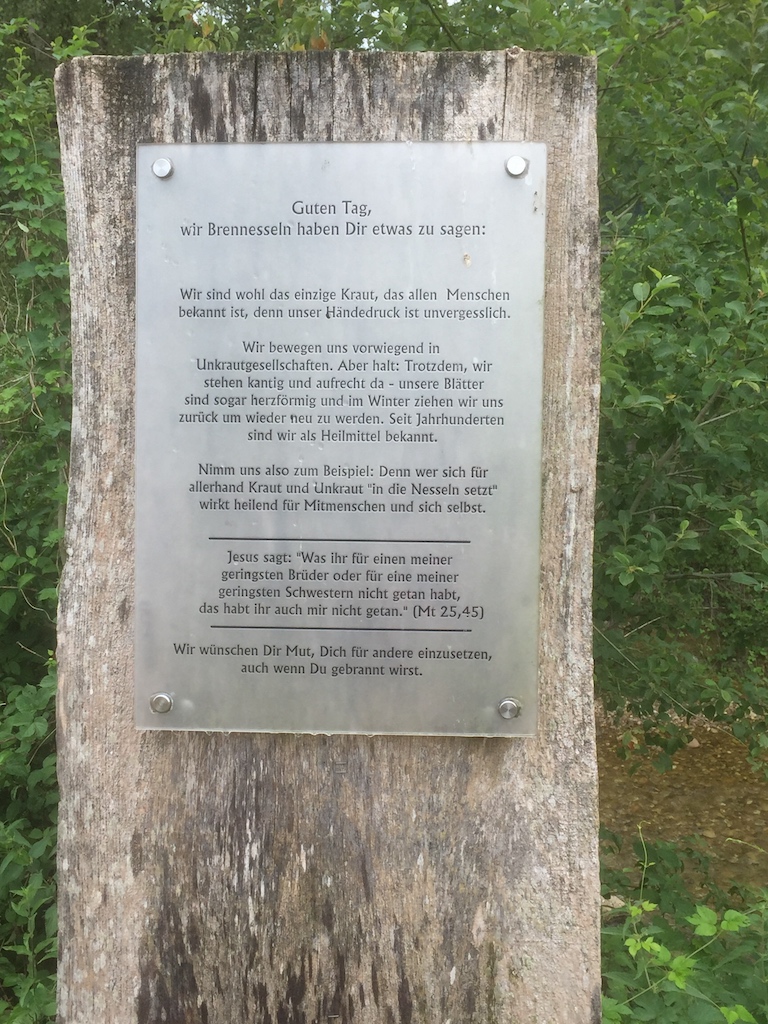 Guten Tag,
wir Brennesseln haben Dir etwas zu sagen:
Wir sind wohl das einzige Kraut, das allen Menschen
bekannt ist, denn unser Händedruck ist unvergesslich.
Wir bewegen uns vorwiegend in
Unkrautgesellschaften. Aber halt: Trotzdem, wir
stehen kantig und aufrecht da - unsere Blätter
sind sogar herzförmig und im Winter ziehen wir uns
zurück um wieder neu zu werden. Seit Jahrhunderten
sind wir als Heilmittel bekannt.
Nimm uns also zum Beispiel: Denn wer sich für
allerhand Kraut und Unkraut "in die Nesseln setzt"
wirkt heilend für Mitmenschen und sich selbst.
Jesus sagt: "Was ihr für einen meiner
geringsten Brüder oder für eine meiner
geringsten Schwestern nicht getan habt,
das habt ihr auch mir nicht getan." (Mt 25,45)
Wir wünschen Dir Mut, Dich für andere einzusetzen,
auch wenn Du gebrannt wirst.